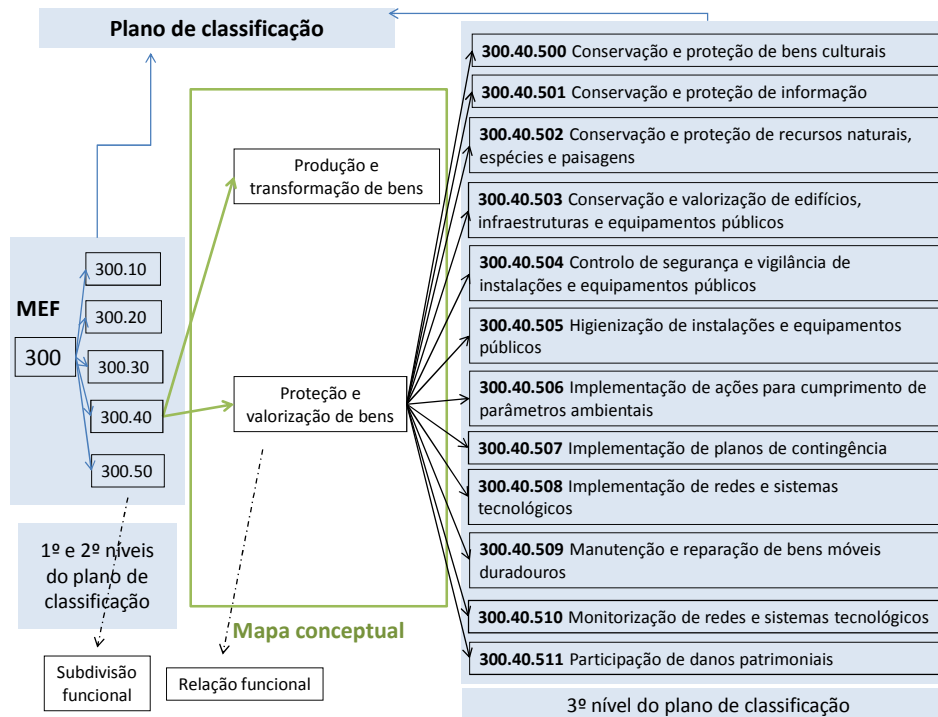 Plano de classificação
300.40.500 Conservação e proteção de bens culturais
300.40.501 Conservação e proteção de informação
300.40.502 Conservação e proteção de recursos naturais,
espécies e paisagens
300.40.503 Conservação e valorização de edifícios,
infraestruturas e equipamentos públicos
300.40.504 Controlo de segurança e vigilância de
instalações e equipamentos públicos
300.40.505 Higienização de instalações e equipamentos
públicos
300.40.506 Implementação de ações para cumprimento de
parâmetros ambientais
300.40.507 Implementação de planos de contingência
300.40.508 Implementação de redes e sistemas
tecnológicos
300.40.509 Manutenção e reparação de bens móveis
duradouros
300.40.510 Monitorização de redes e sistemas tecnológicos
300.40.511 Participação de danos patrimoniais
3º nível do plano de classificação
Produção e
transformação de bens
Proteção e
valorização de bens
Mapa conceptual
MEF
300
300.10
300.20
300.30
300.40
300.50
1º e 2º níveis
do plano de
classificação
Subdivisão
funcional
Relação funcional